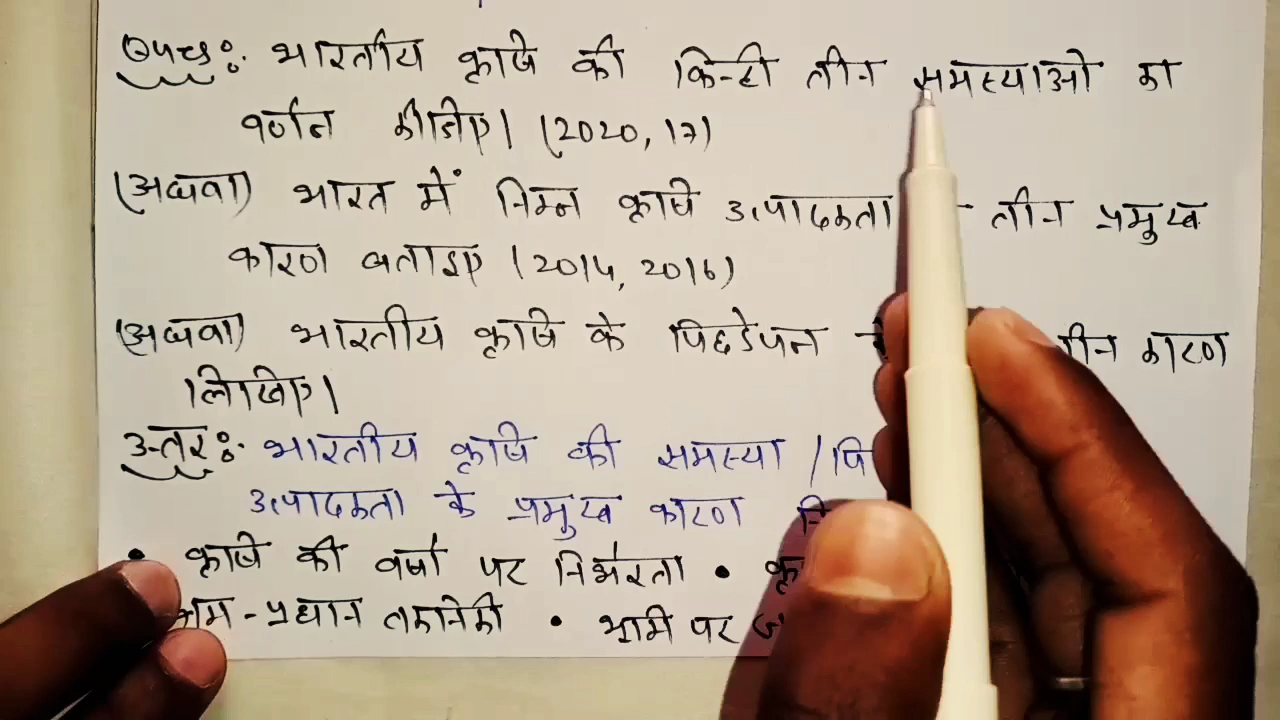 प्रश्न: भारतीय कृषि की किन्ही तीन समस्याओ का
वर्णन कीजिए। (2020, 17)
(अथवा) भारत में निम्न कृषि उत्पादकता तीन प्रमुख
कारण बताइए (2014, 2016)
(अथवा) भारतीय कृषि के पिछडेपन तीन कारण
लिखिए।
उत्तर: भारतीय कृषि की समस्या /
उत्पादकता के प्रमुख कारण
• कृषि की वर्षा पर निर्भरता •
श्रम-प्रधान तकनीकी • भूमि पर